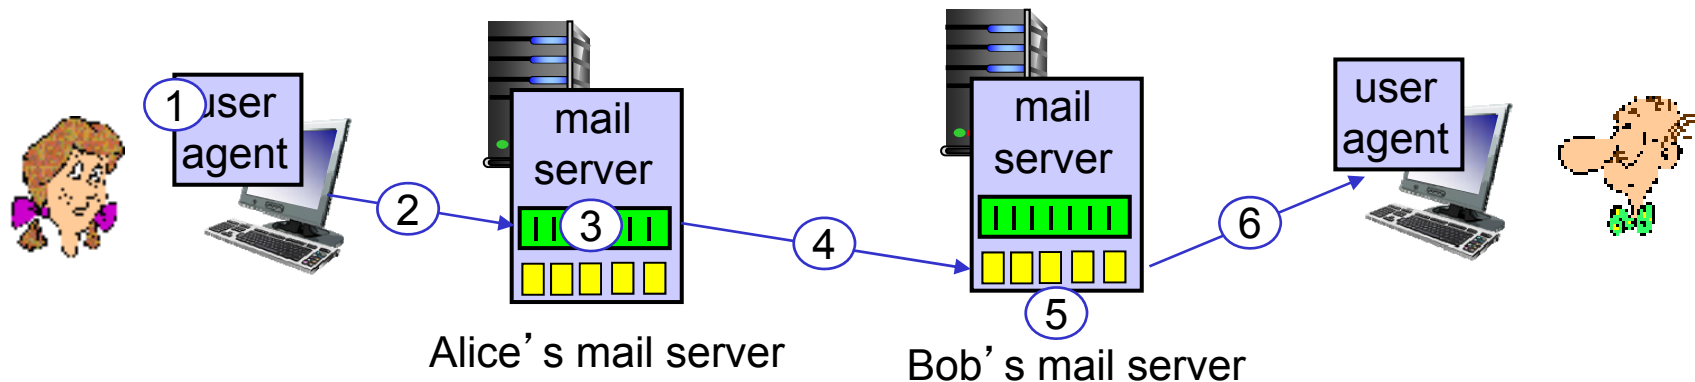 1
user
agent
2
mail
server
3
Alice’s mail server
4
mail
server
5
Bob’s mail server
6
user
agent